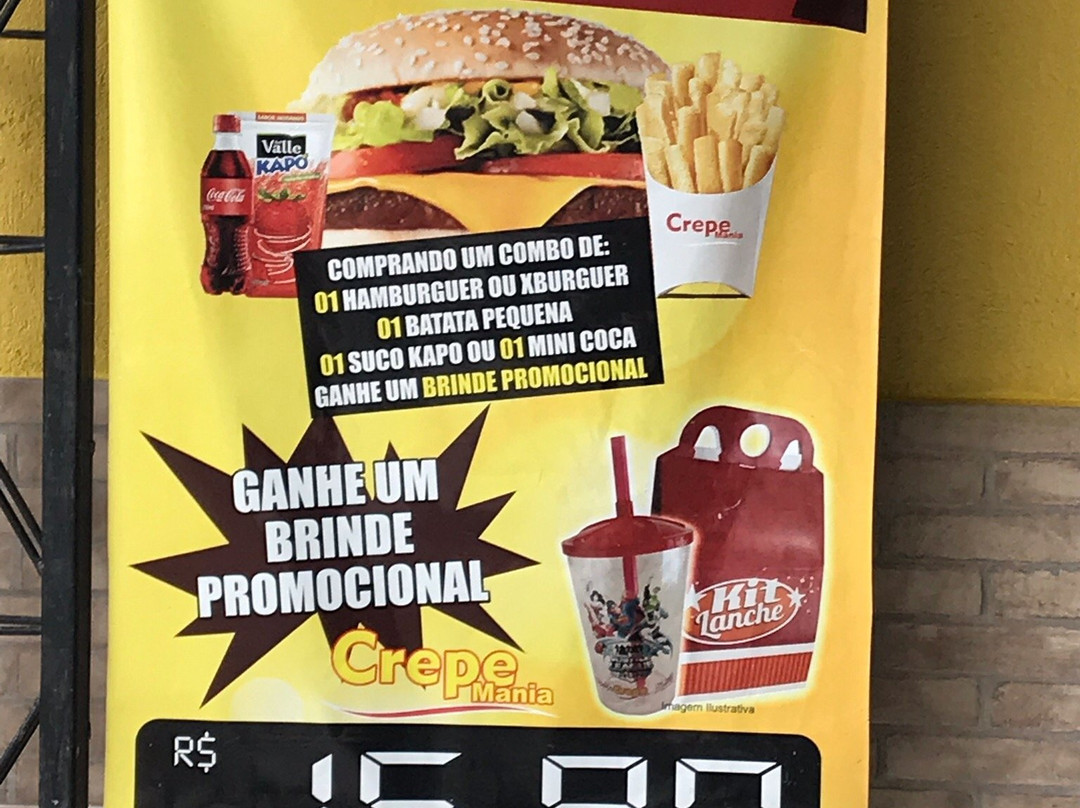 Valle
KAPO
Coca-Cola
Crepe
Mania
COMPRANDO UM COMBO DE:
01 HAMBURGUER OU XBURGUER
01 BATATA PEQUENA
01 SUCO KAPO OU 01 MINI COCA
GANHE UM BRINDE PROMOCIONAL
GANHE UM
BRINDE
PROMOCIONAL
Kit
Lanche
Crepe
Mania
Imagem Ilustrativa
R$